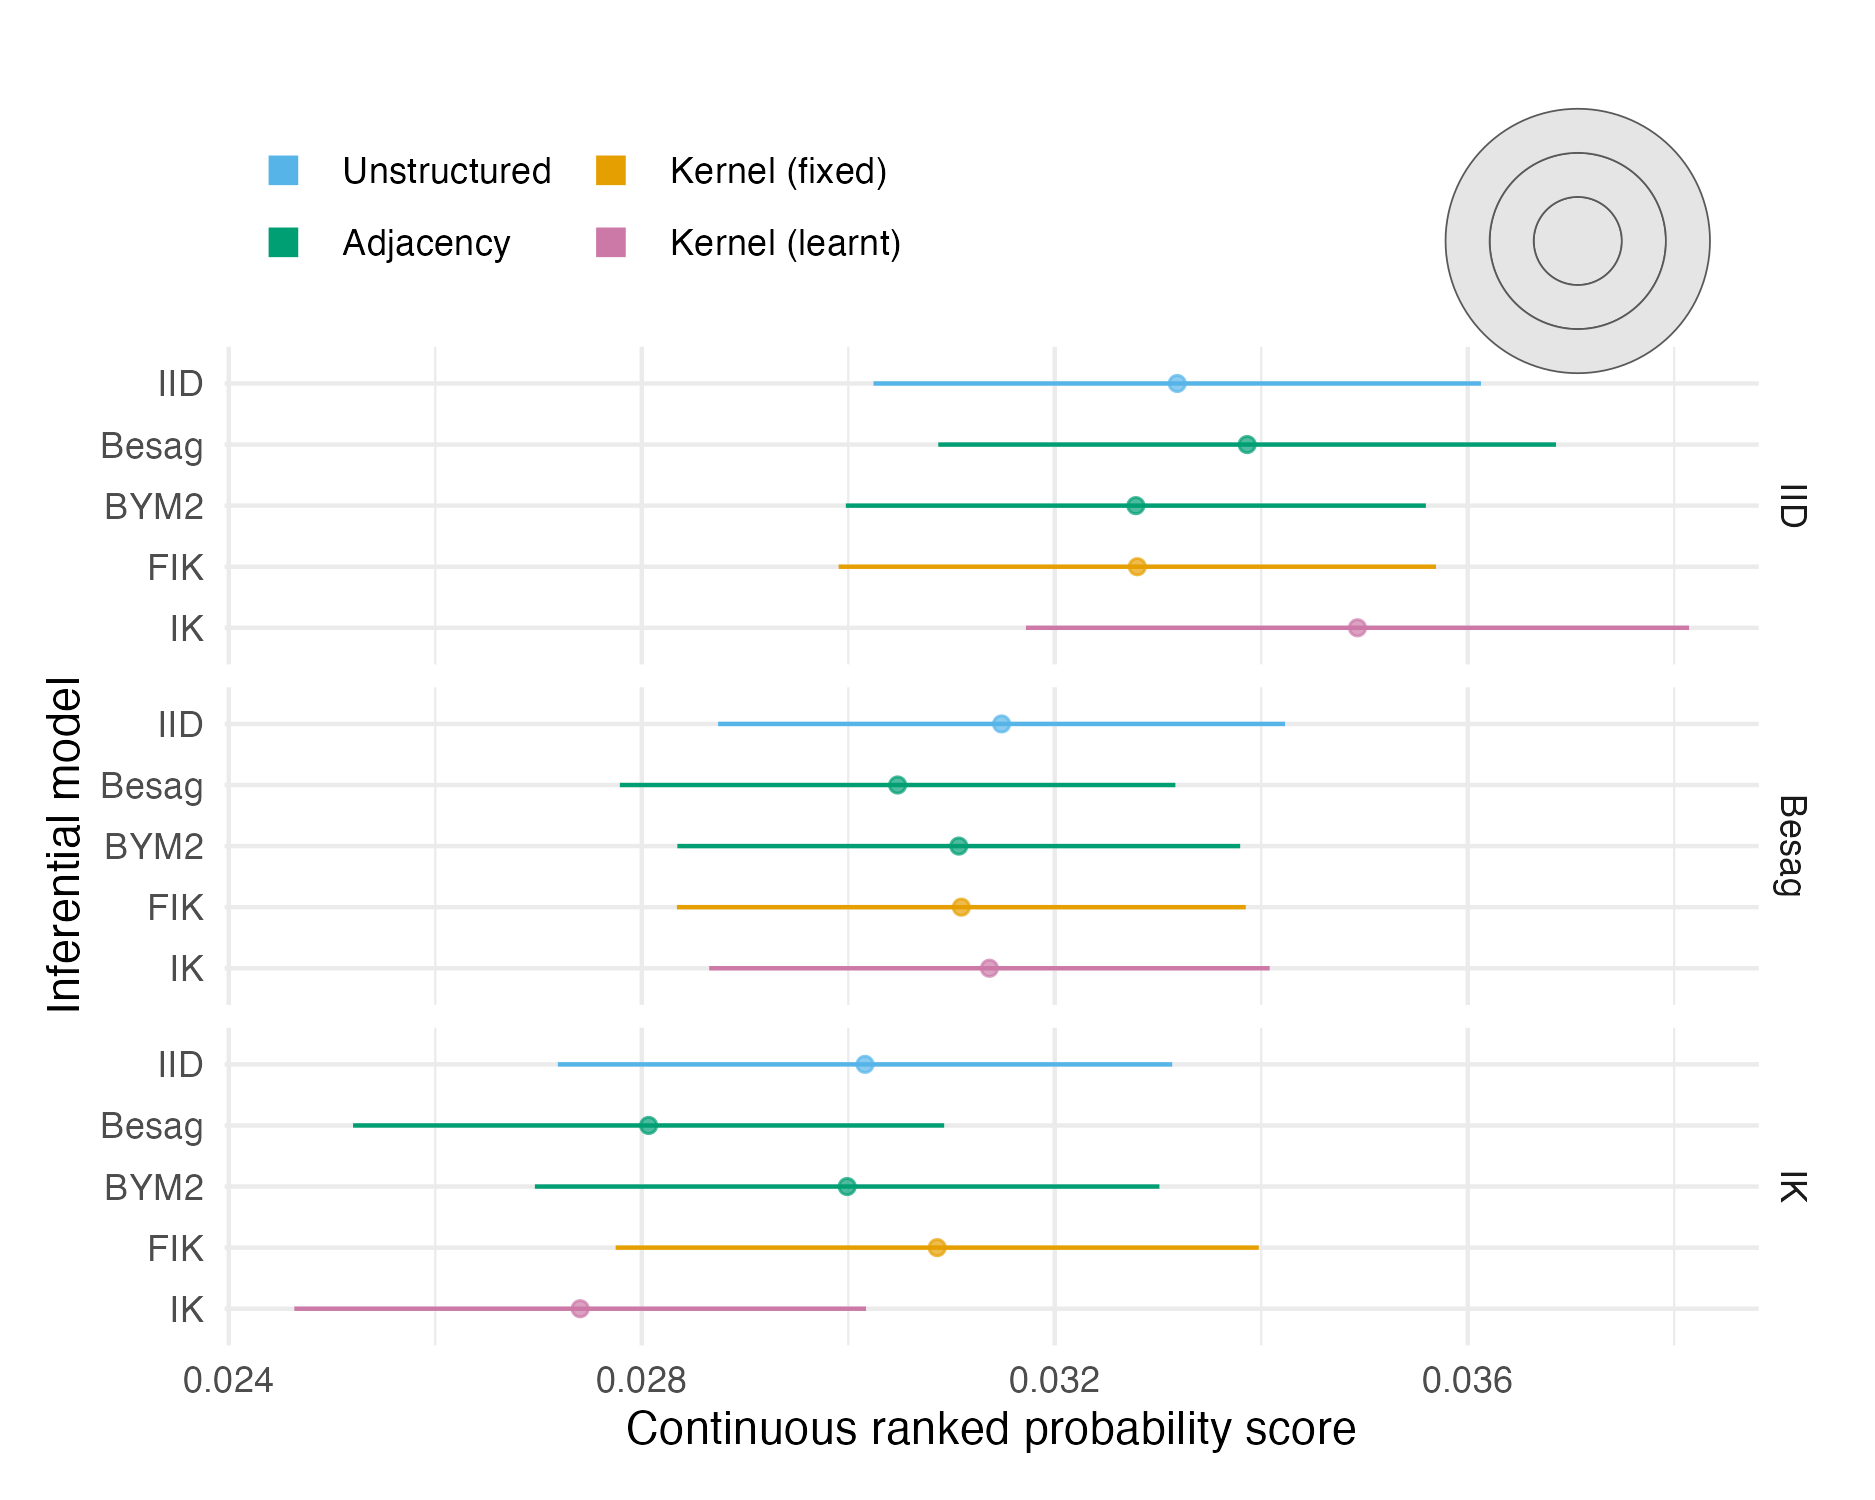 Unstructured
Kernel (fixed)
Adjacency
Kernel (learnt)
Inferential model
IID
Besag
BYM2
FIK
IK
IID
IID
Besag
BYM2
FIK
IK
Besag
IID
Besag
BYM2
FIK
IK
IK
0.024
0.028
0.032
0.036
Continuous ranked probability score